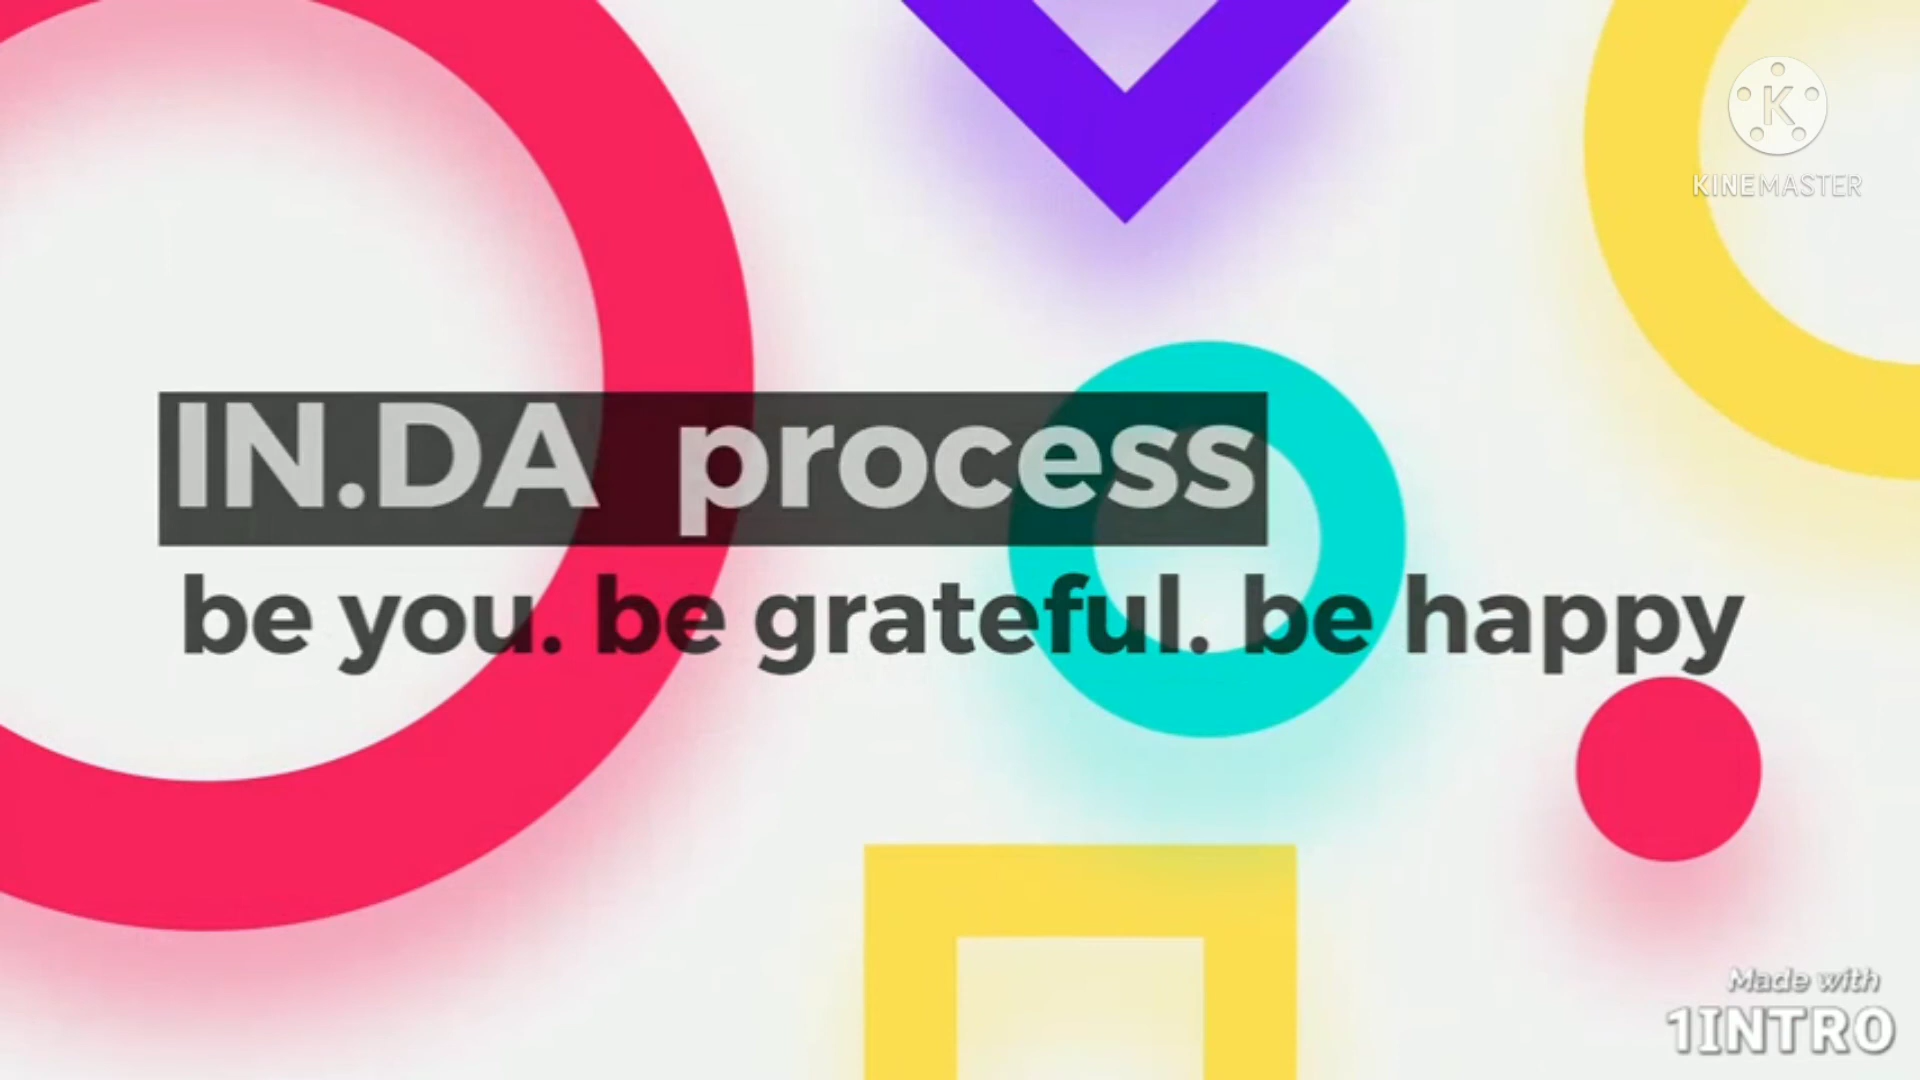 K
KINEMASTER
IN.DA process
be you. be grateful. be happy
Made with
1INTRO